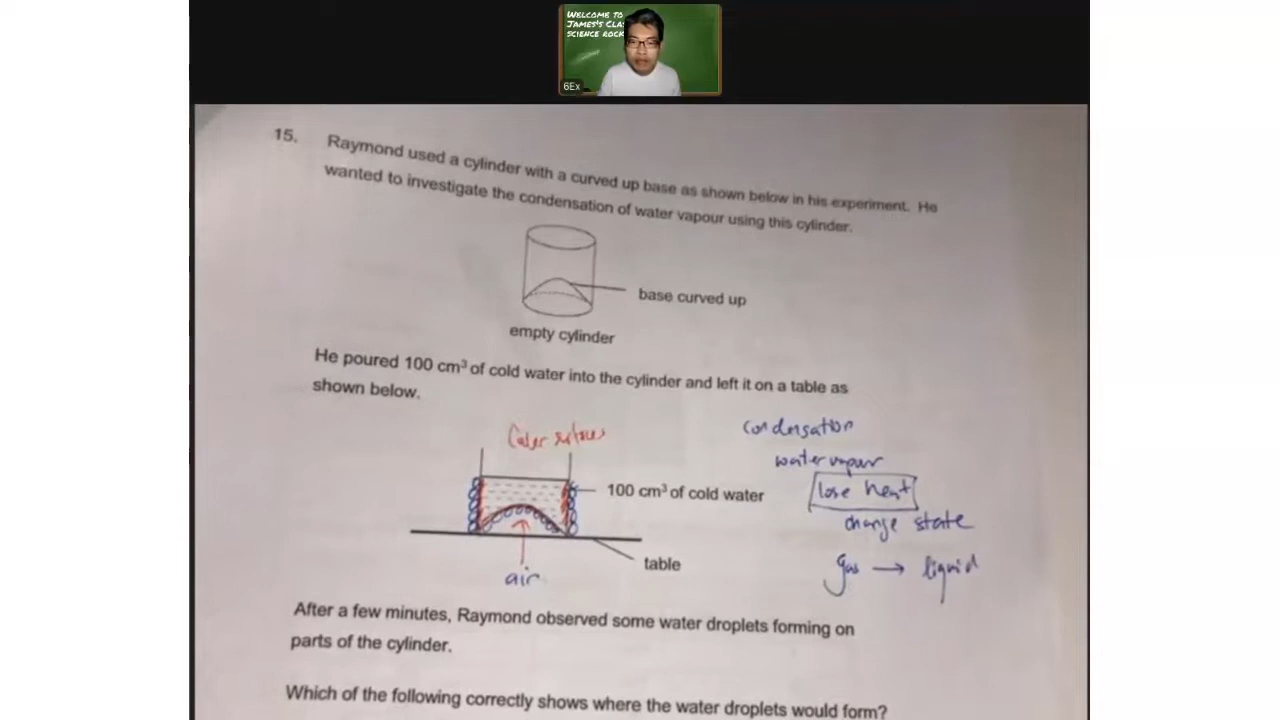 WELCOME TO
JAMES'S CLAS
SCIENCE ROCK
6Ex
15. Raymond used a cylinder with a curved up base as shown below in his experiment. He
wanted to investigate the condensation of water vapour using this cylinder.
base curved up
empty cylinder
He poured 100 cm³ of cold water into the cylinder and left it on a table as
shown below.
condensation
water vapour
100 cm³ of cold water
lose heat
change state
table
gas → liquid
air
After a few minutes, Raymond observed some water droplets forming on
parts of the cylinder.
Which of the following correctly shows where the water droplets would form?